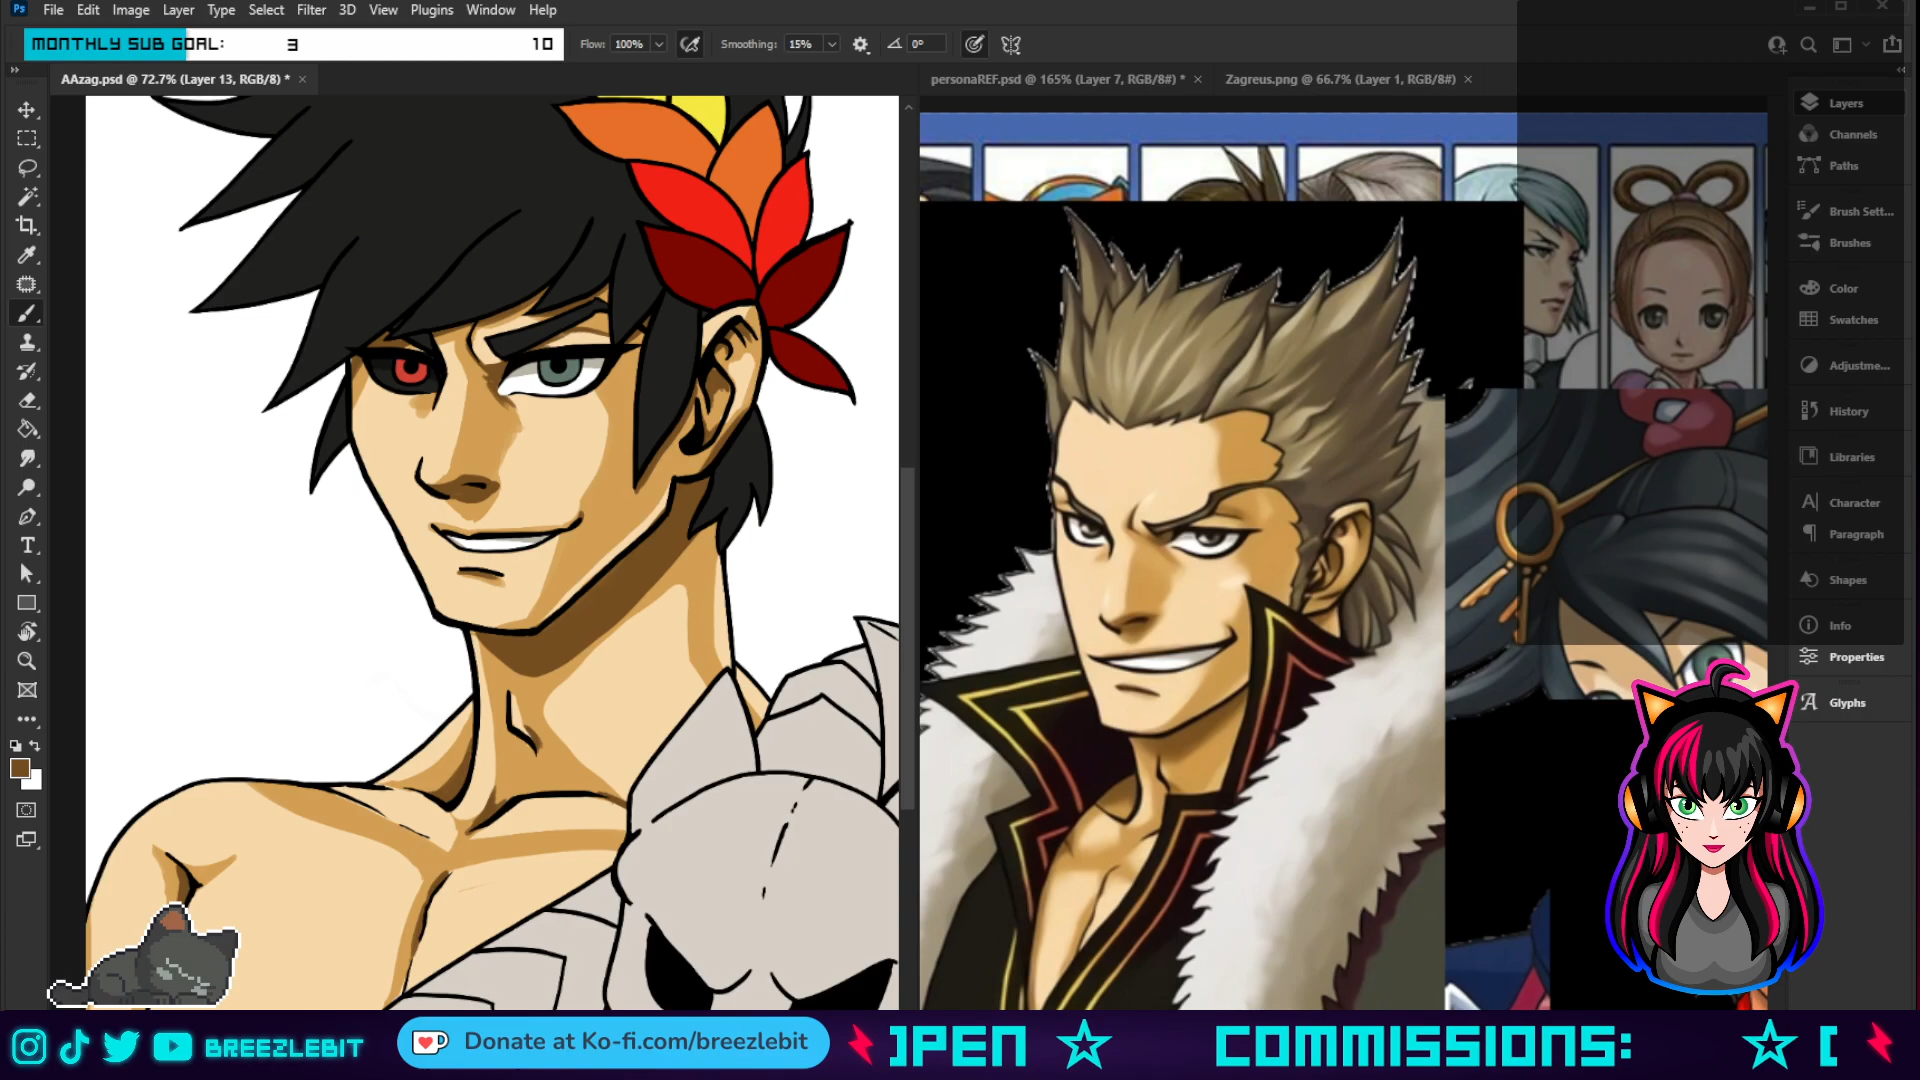 Ps File Edit Image Layer Type Select Filter 3D View Plugins Window Help
MONTHLY SUB GOAL: 3 10
Flow: 100% Smoothing: 15% 0°
AAzag.psd @ 72.7% (Layer 13, RGB/8) * ×
personaREF.psd @ 165% (Layer 7, RGB/8#) * ×
Zagreus.png @ 66.7% (Layer 1, RGB/8#) ×
Layers
Channels
Paths
Brush Sett...
Brushes
Color
Swatches
Adjustme...
History
Libraries
Character
Paragraph
Shapes
Info
Properties
Glyphs
BREEZLEBIT
Donate at Ko-fi.com/breezlebit
OPEN ☆ COMMISSIONS: ☆